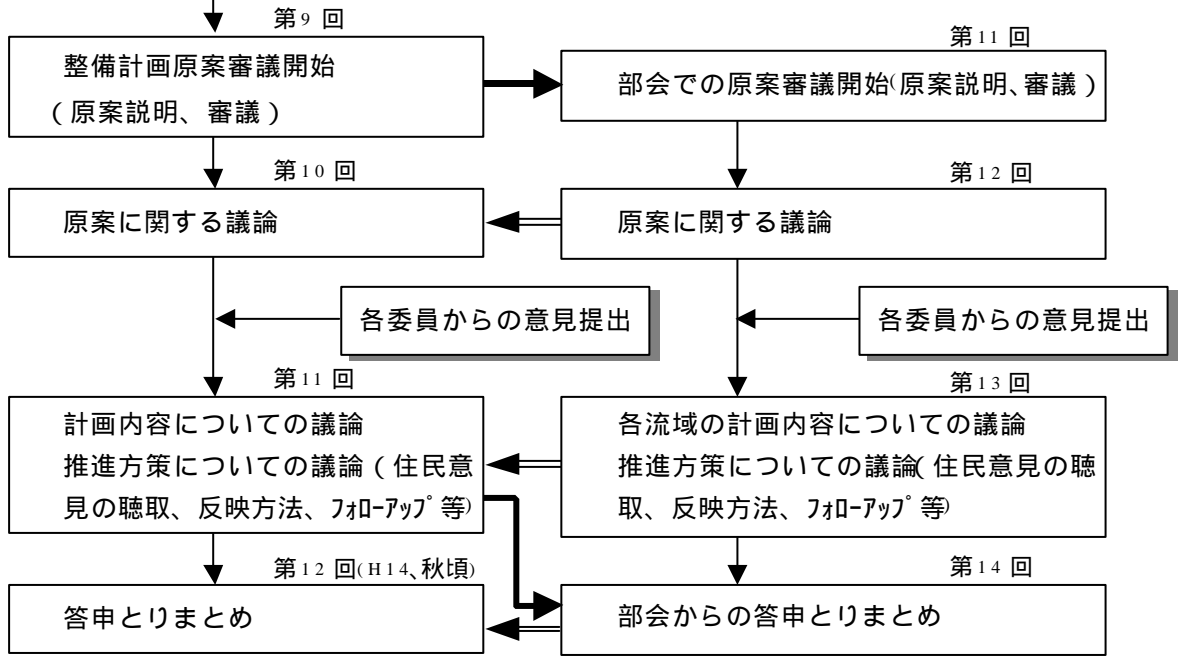 第9 回
整備計画原案審議開始
（原案説明、審議）
第10 回
原案に関する議論
各委員からの意見提出
第11 回
計画内容についての議論
推進方策についての議論（住民意
見の聴取、反映方法、ﾌｫﾛｰｱｯﾌﾟ等）
第12 回(H14、秋頃)
答申とりまとめ
第11 回
部会での原案審議開始（原案説明、審議）
第12 回
原案に関する議論
各委員からの意見提出
第13 回
各流域の計画内容についての議論
推進方策についての議論（住民意見の聴
取、反映方法、ﾌｫﾛｰｱｯﾌﾟ等）
第14 回
部会からの答申とりまとめ